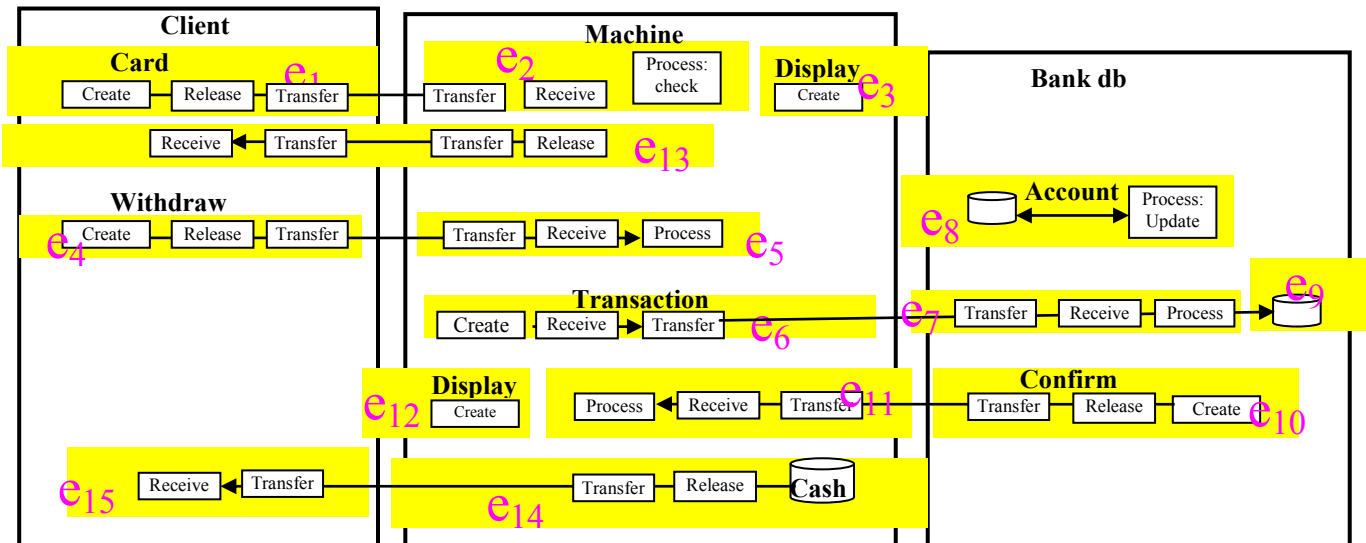 Client
Machine
Bank db
Card
e1
Create
Release
Transfer
Transfer
e2
Receive
Process:
check
Display
Create
e3
Receive
Transfer
Transfer
Release
e13
Withdraw
e4
Create
Release
Transfer
Transfer
Receive
Process
e5
e8
Account
Process:
Update
Transaction
Create
Receive
Transfer
e6
e7
Transfer
Receive
Process
e9
Display
e12
Create
Process
Receive
Transfer
e11
Confirm
Transfer
Release
Create
e10
e15
Receive
Transfer
e14
Transfer
Release
Cash